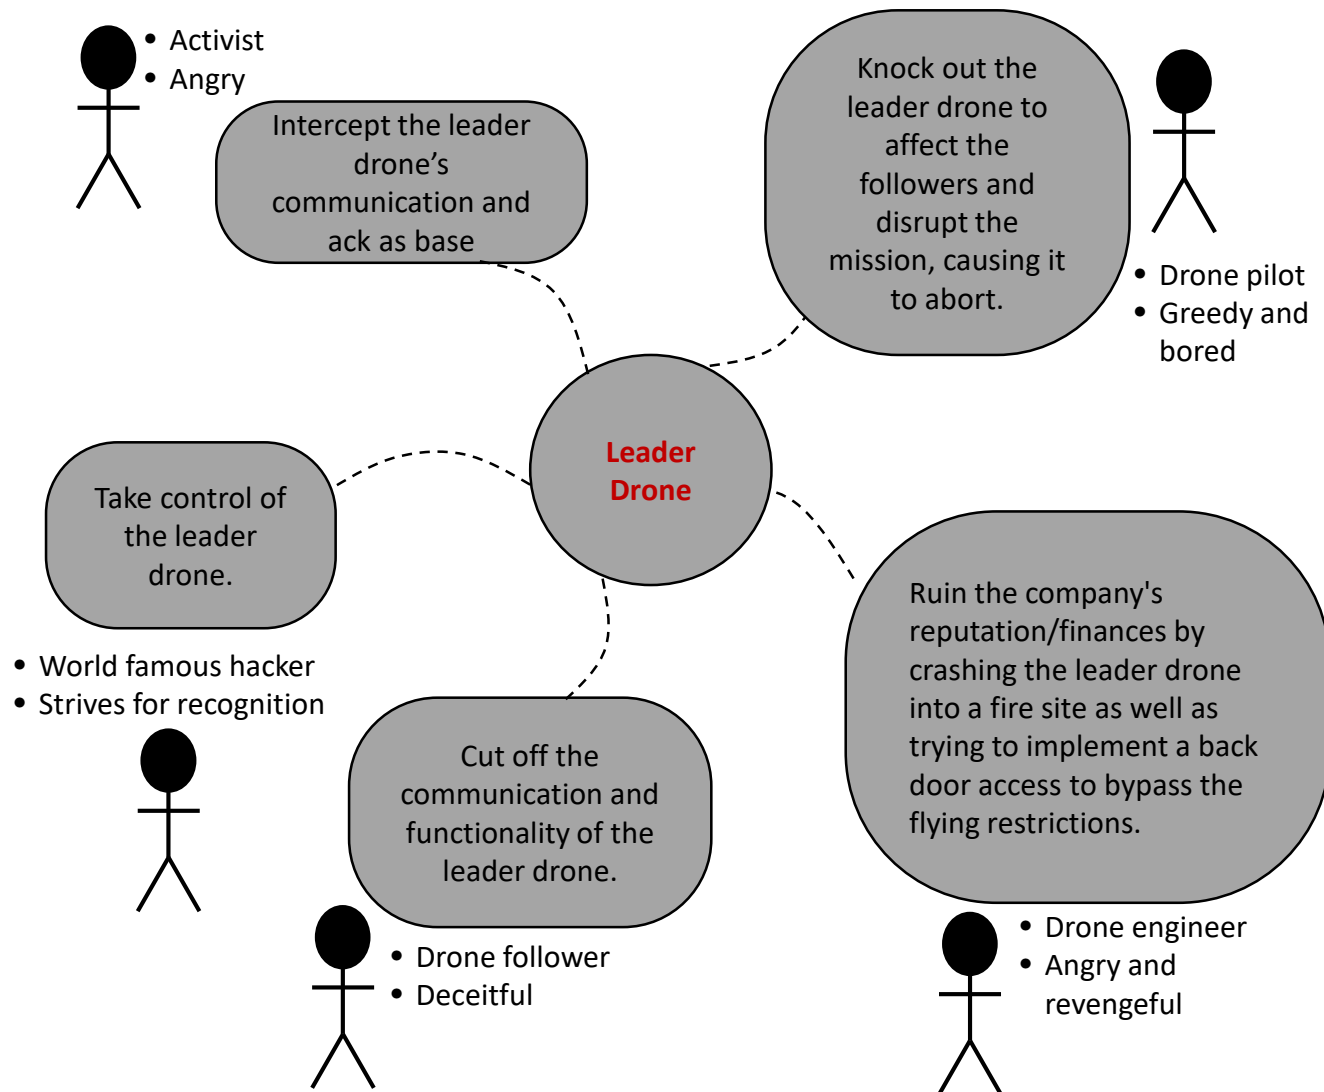 • Activist
• Angry
Intercept the leader
drone’s
communication and
ack as base
Knock out the
leader drone to
affect the
followers and
disrupt the
mission, causing it
to abort.
• Drone pilot
• Greedy and
bored
Leader
Drone
Take control of
the leader
drone.
• World famous hacker
• Strives for recognition
Cut off the
communication and
functionality of the
leader drone.
• Drone follower
• Deceitful
Ruin the company's
reputation/finances by
crashing the leader drone
into a fire site as well as
trying to implement a back
door access to bypass the
flying restrictions.
• Drone engineer
• Angry and
revengeful